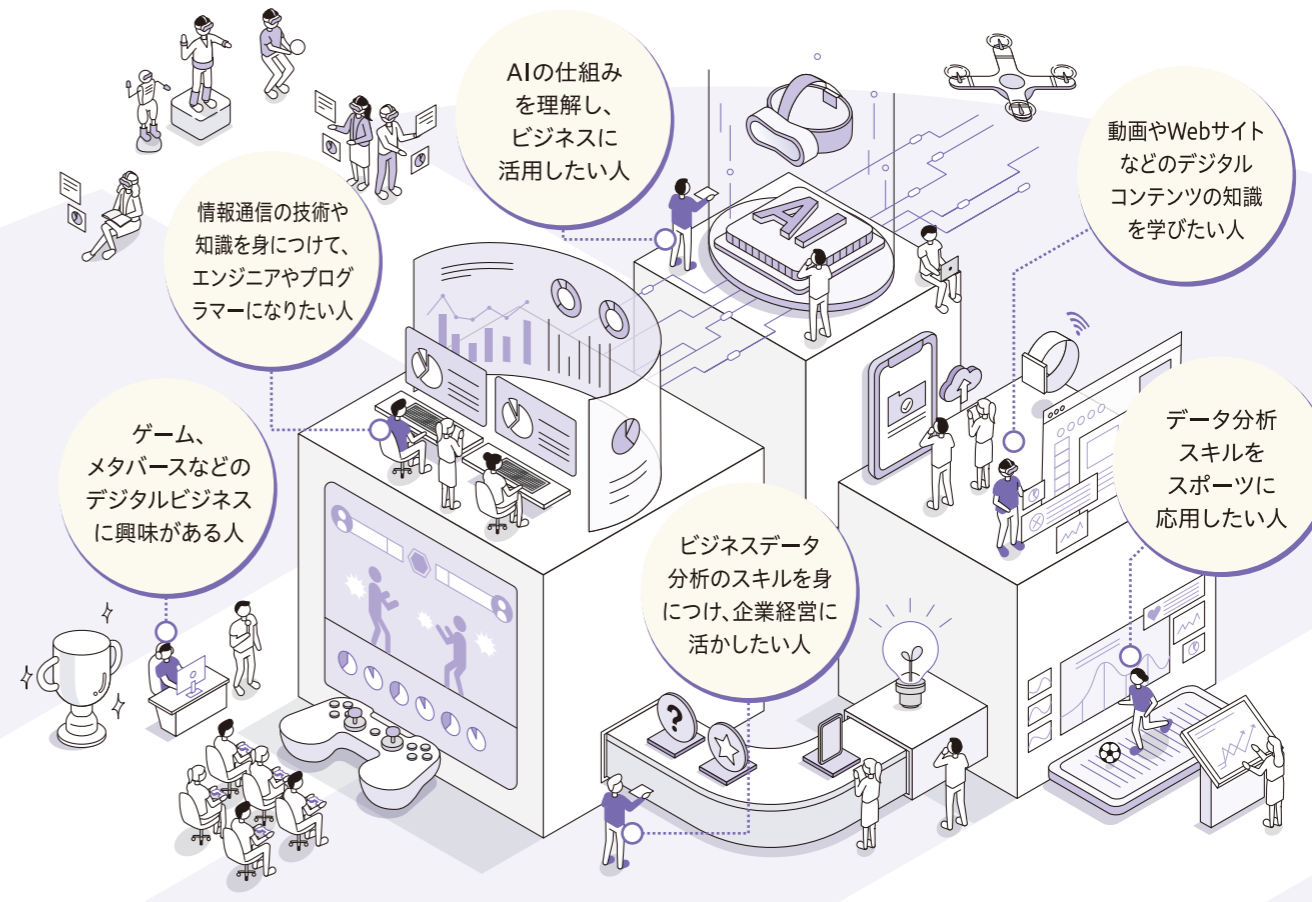 AIの仕組み
を理解し、
ビジネスに
活用したい人
動画やWebサイト
などのデジタル
コンテンツの知識
を学びたい人
情報通信の技術や
知識を身につけて、
エンジニアやプログ
ラマーになりたい人
AI
ゲーム、
メタバースなどの
デジタルビジネス
に興味がある人
データ分析
スキルを
スポーツに
応用したい人
ビジネスデータ
分析のスキルを身
につけ、企業経営に
活かしたい人
?